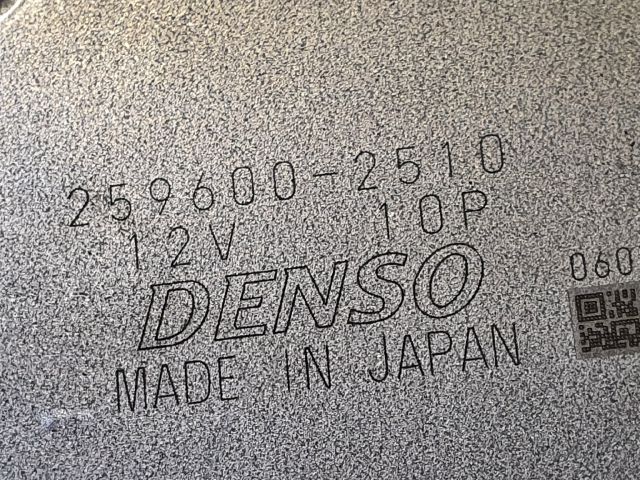 259600-2510
12V 10P
DENSO
MADE IN JAPAN
060